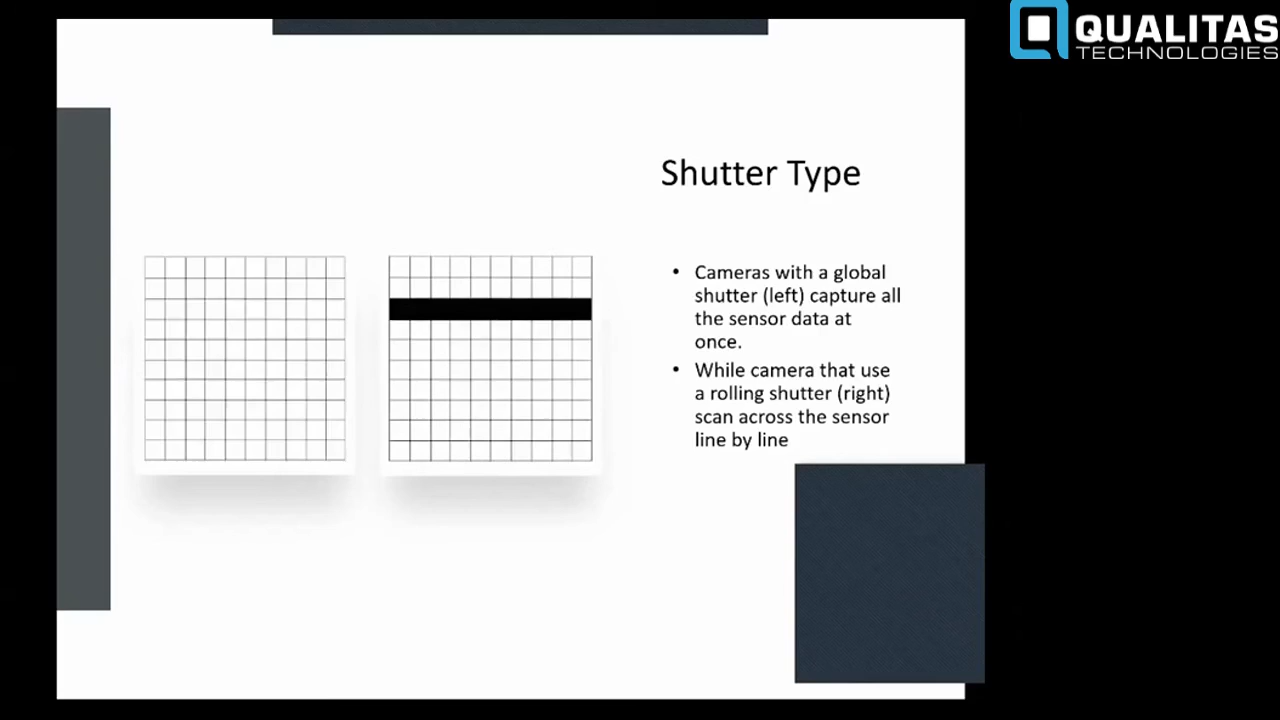 QUALITAS
TECHNOLOGIES
Shutter Type
• Cameras with a global
shutter (left) capture all
the sensor data at
once.
• While camera that use
a rolling shutter (right)
scan across the sensor
line by line